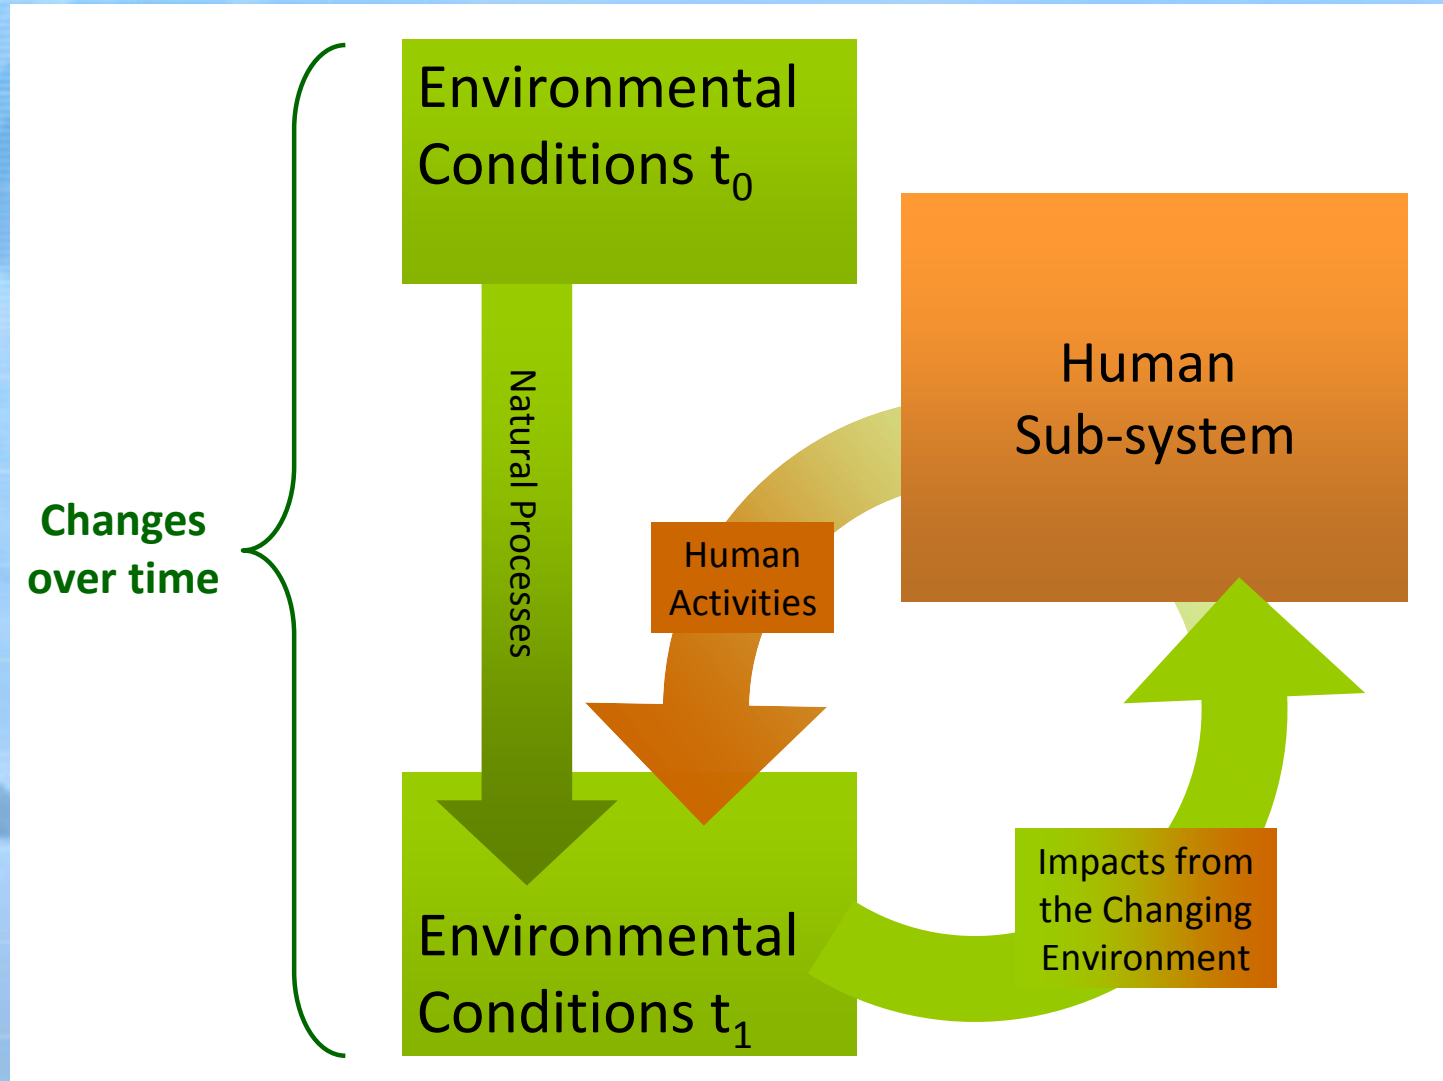 Environmental
Conditions t₀
Human
Sub-system
Natural Processes
Changes
over time
Human
Activities
Impacts from
the Changing
Environment
Environmental
Conditions t₁